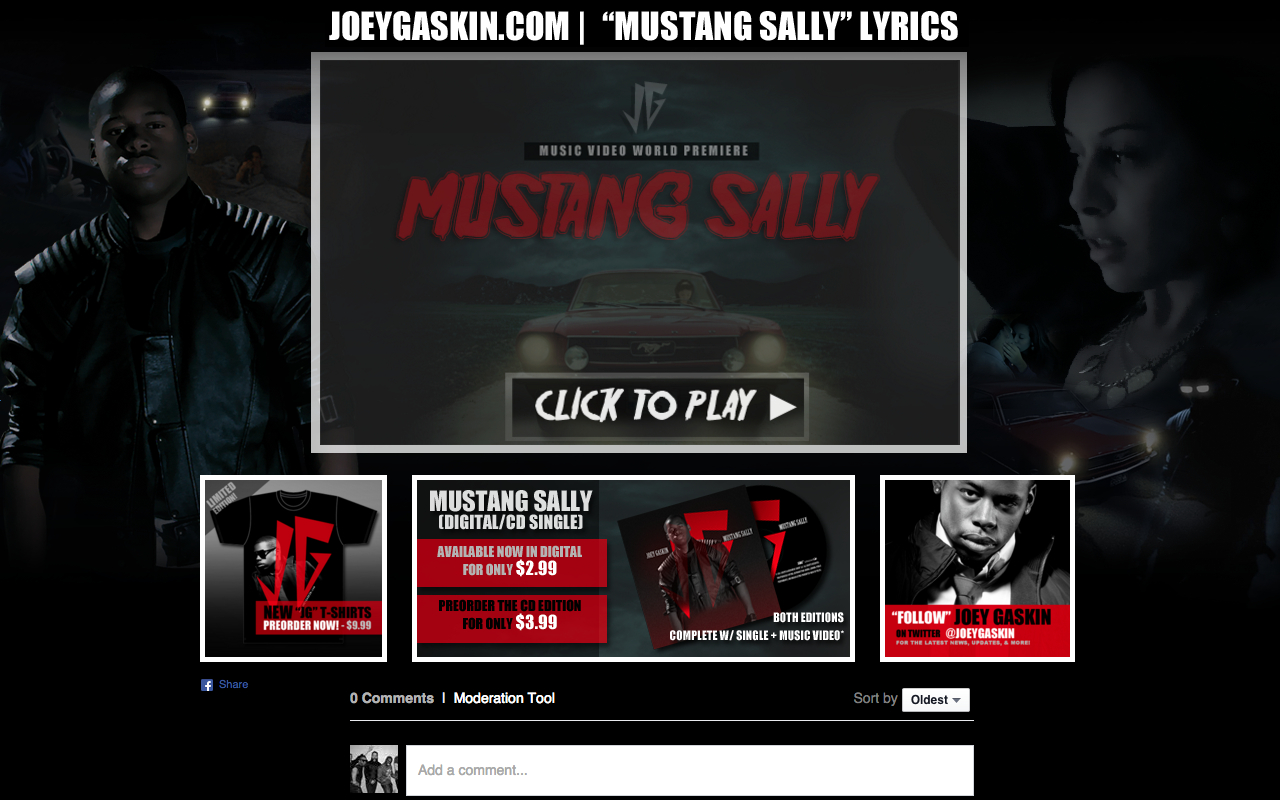 JOEYGASKIN.COM | “MUSTANG SALLY” LYRICS
JG
MUSIC VIDEO WORLD PREMIERE
MUSTANG SALLY
CLICK TO PLAY
LIMITED
EDITION!
JG
NEW "JG" T-SHIRTS
PREORDER NOW! - $9.99
MUSTANG SALLY
(DIGITAL/CD SINGLE)
AVAILABLE NOW IN DIGITAL
FOR ONLY $2.99
PREORDER THE CD EDITION
FOR ONLY $3.99
JOEY GASKIN
MUSTANG SALLY
MUSTANG SALLY
BOTH EDITIONS
COMPLETE W/ SINGLE + MUSIC VIDEO*
“FOLLOW” JOEY GASKIN
ON TWITTER @JOEYGASKIN
FOR THE LATEST NEWS, UPDATES, & MORE!
Share
0 Comments | Moderation Tool
Sort by Oldest
Add a comment...